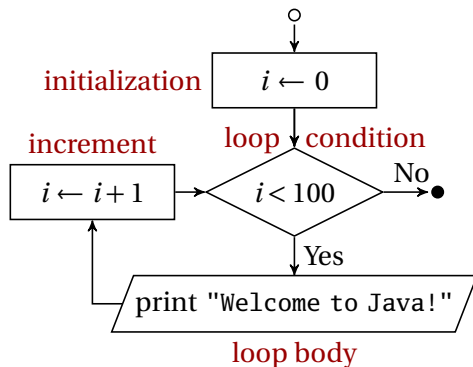 initialization
i ← 0
loop condition
increment
i ← i + 1
i < 100
No
Yes
print "Welcome to Java!"
loop body